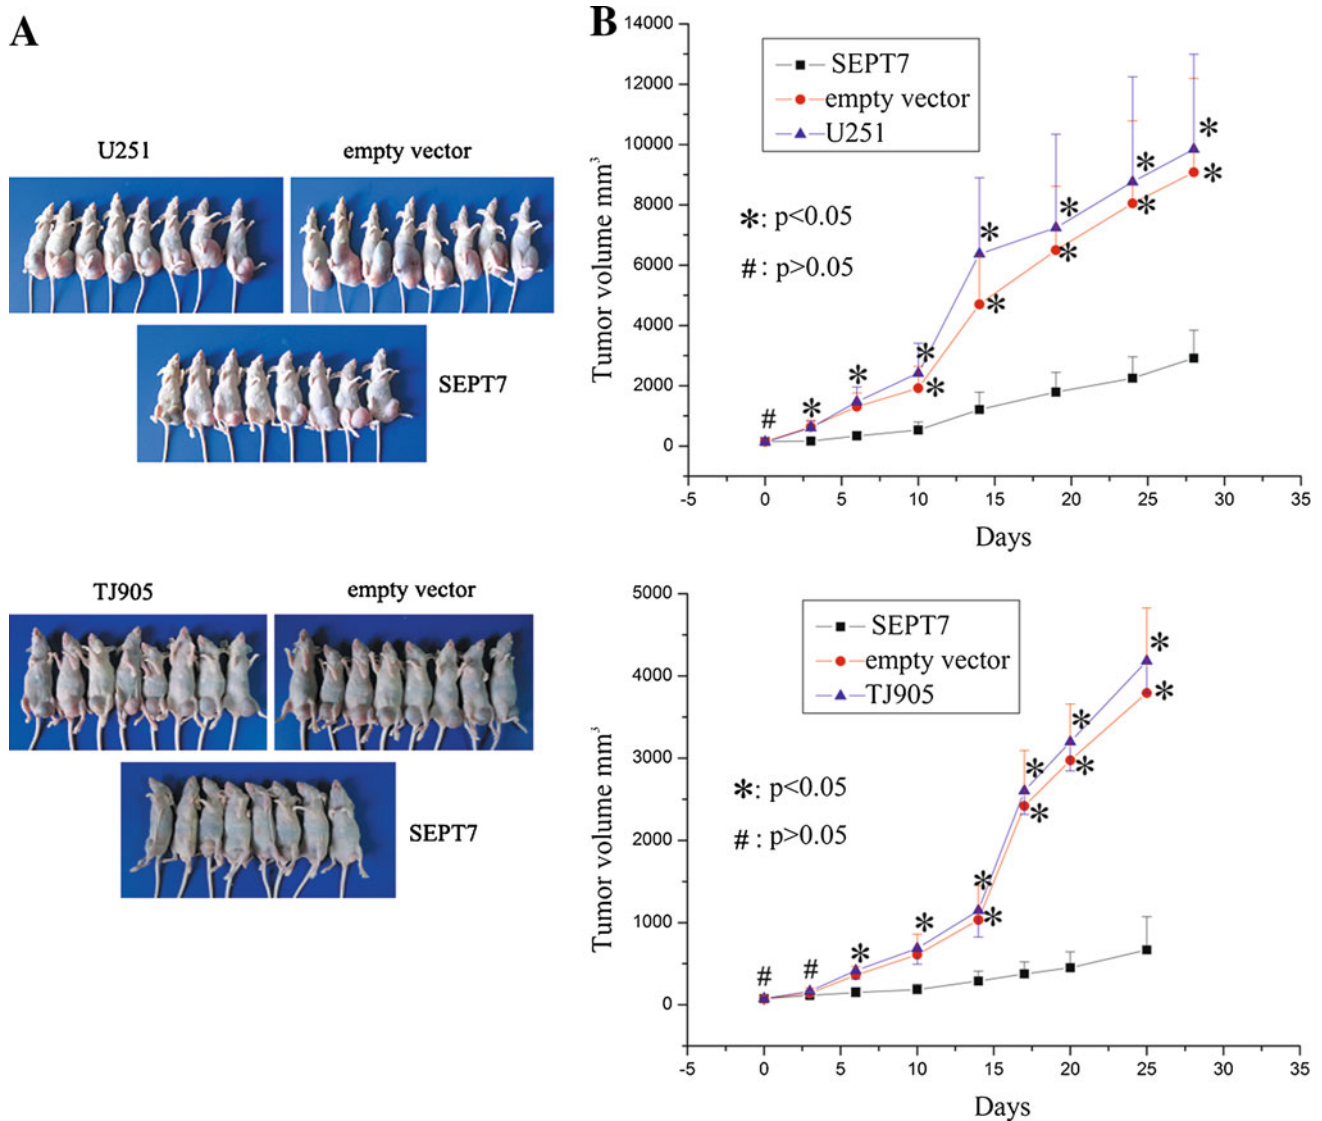 A
U251
empty vector
SEPT7
TJ905
empty vector
SEPT7
B
14000
12000
10000
8000
6000
4000
2000
0
Tumor volume mm³
SEPT7
empty vector
U251
*: p<0.05
#: p>0.05
#
*
*
*
*
*
*
*
*
*
*
*
*
-5 0 5 10 15 20 25 30 35
Days
5000
4000
3000
2000
1000
0
Tumor volume mm³
SEPT7
empty vector
TJ905
*: p<0.05
#: p>0.05
# #
*
*
*
*
*
*
*
*
*
*
-5 0 5 10 15 20 25 30 35
Days